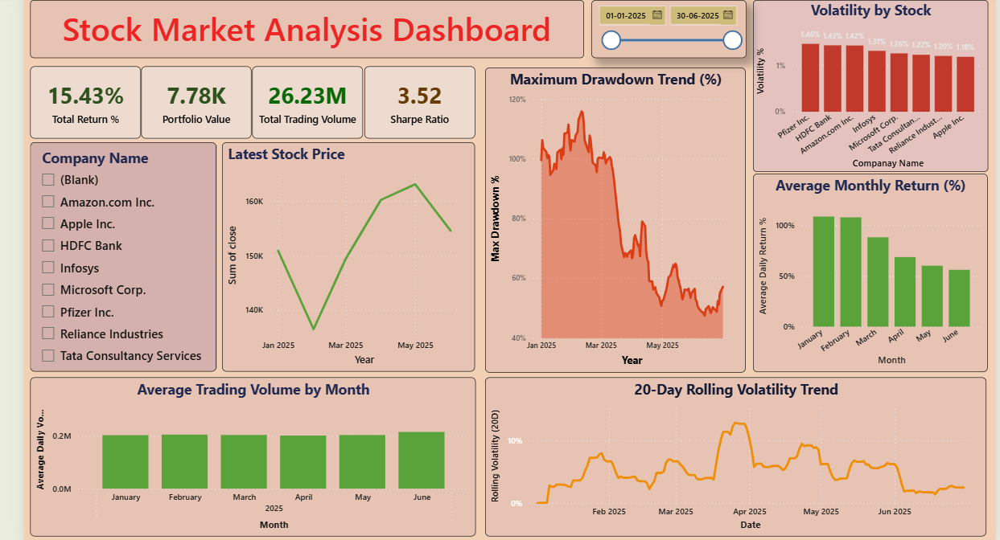 Stock Market Analysis Dashboard
01-01-2025
30-06-2025
15.43%
Total Return %
7.78K
Portfolio Value
26.23M
Total Trading Volume
3.52
Sharpe Ratio
Company Name
(Blank)
Amazon.com Inc.
Apple Inc.
HDFC Bank
Infosys
Microsoft Corp.
Pfizer Inc.
Reliance Industries
Tata Consultancy Services
Latest Stock Price
Sum of close
160K
150K
140K
Jan 2025 Mar 2025 May 2025
Year
Maximum Drawdown Trend (%)
Max Drawdown %
120%
100%
80%
60%
40%
Jan 2025 Mar 2025 May 2025
Year
Volatility by Stock
Volatility %
1.46% 1.43% 1.42% 1.31% 1.26% 1.22% 1.20% 1.18%
1%
0%
Pfizer Inc.
HDFC Bank
Amazon.com Inc.
Infosys
Microsoft Corp.
Tata Consultan...
Reliance Indust...
Apple Inc.
Companay Name
Average Monthly Return (%)
Average Daily Return %
100%
50%
0%
January
February
March
April
May
June
Month
Average Trading Volume by Month
Average Daily Vo...
0.2M
0.0M
January February March April May June
2025
Month
20-Day Rolling Volatility Trend
Rolling Volatility (20D)
10%
0%
Feb 2025 Mar 2025 Apr 2025 May 2025 Jun 2025
Date